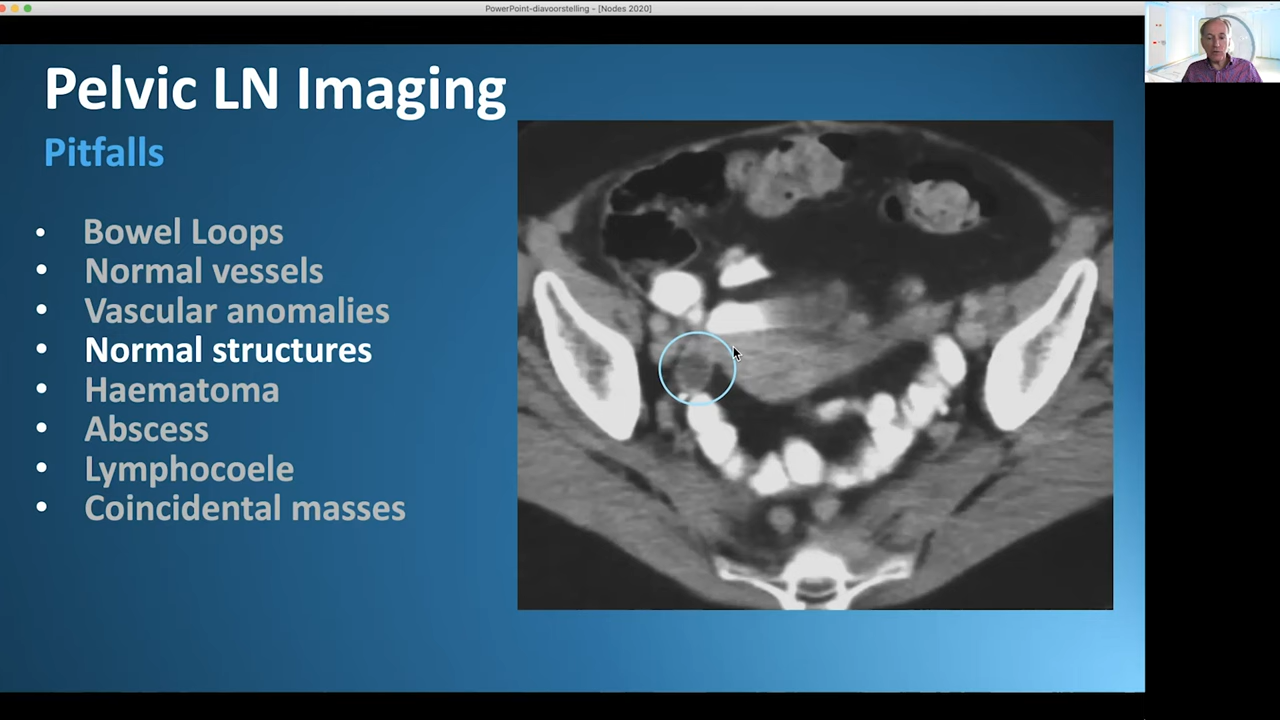 PowerPoint-diavoorstelling - [Nodes 2020]
Pelvic LN Imaging
Pitfalls
• Bowel Loops
• Normal vessels
• Vascular anomalies
• Normal structures
• Haematoma
• Abscess
• Lymphocoele
• Coincidental masses